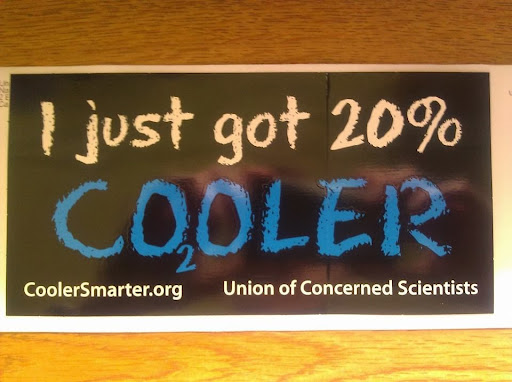 I just got 20%
CO₂OLER
CoolerSmarter.org Union of Concerned Scientists